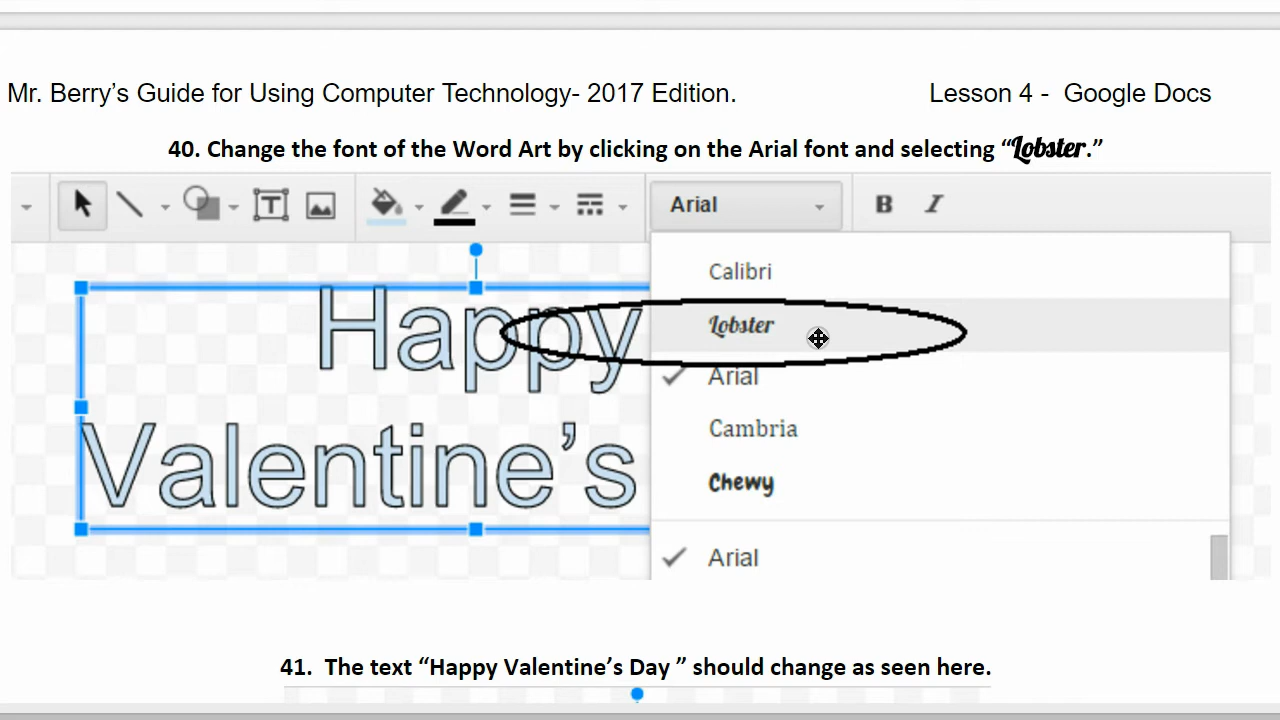 Mr. Berry’s Guide for Using Computer Technology- 2017 Edition. Lesson 4 - Google Docs
40. Change the font of the Word Art by clicking on the Arial font and selecting “Lobster.”
Arial B I
Calibri
Happy
Lobster
Arial
Cambria
Valentine’s
Chewy
Arial
41. The text “Happy Valentine’s Day ” should change as seen here.